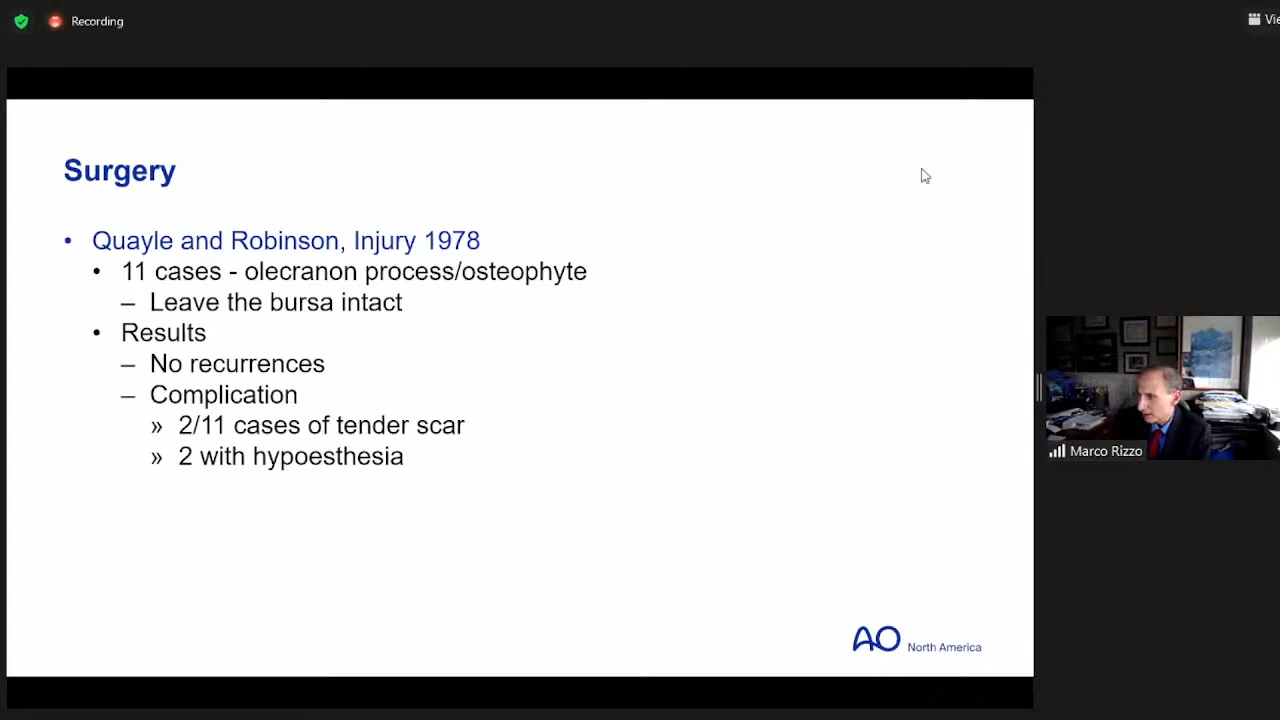 Recording
Vie
Surgery
• Quayle and Robinson, Injury 1978
• 11 cases - olecranon process/osteophyte
– Leave the bursa intact
• Results
– No recurrences
– Complication
» 2/11 cases of tender scar
» 2 with hypoesthesia
Marco Rizzo
AO North America